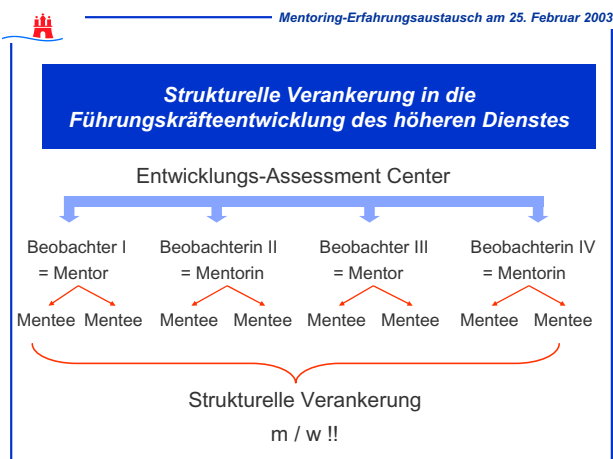 Mentoring-Erfahrungsaustausch am 25. Februar 2003
Strukturelle Verankerung in die
Führungskräfteentwicklung des höheren Dienstes
Entwicklungs-Assessment Center
Beobachter I Beobachterin II Beobachter III Beobachterin IV
= Mentor = Mentorin = Mentor = Mentorin
Mentee Mentee Mentee Mentee Mentee Mentee Mentee Mentee
Strukturelle Verankerung
m / w !!